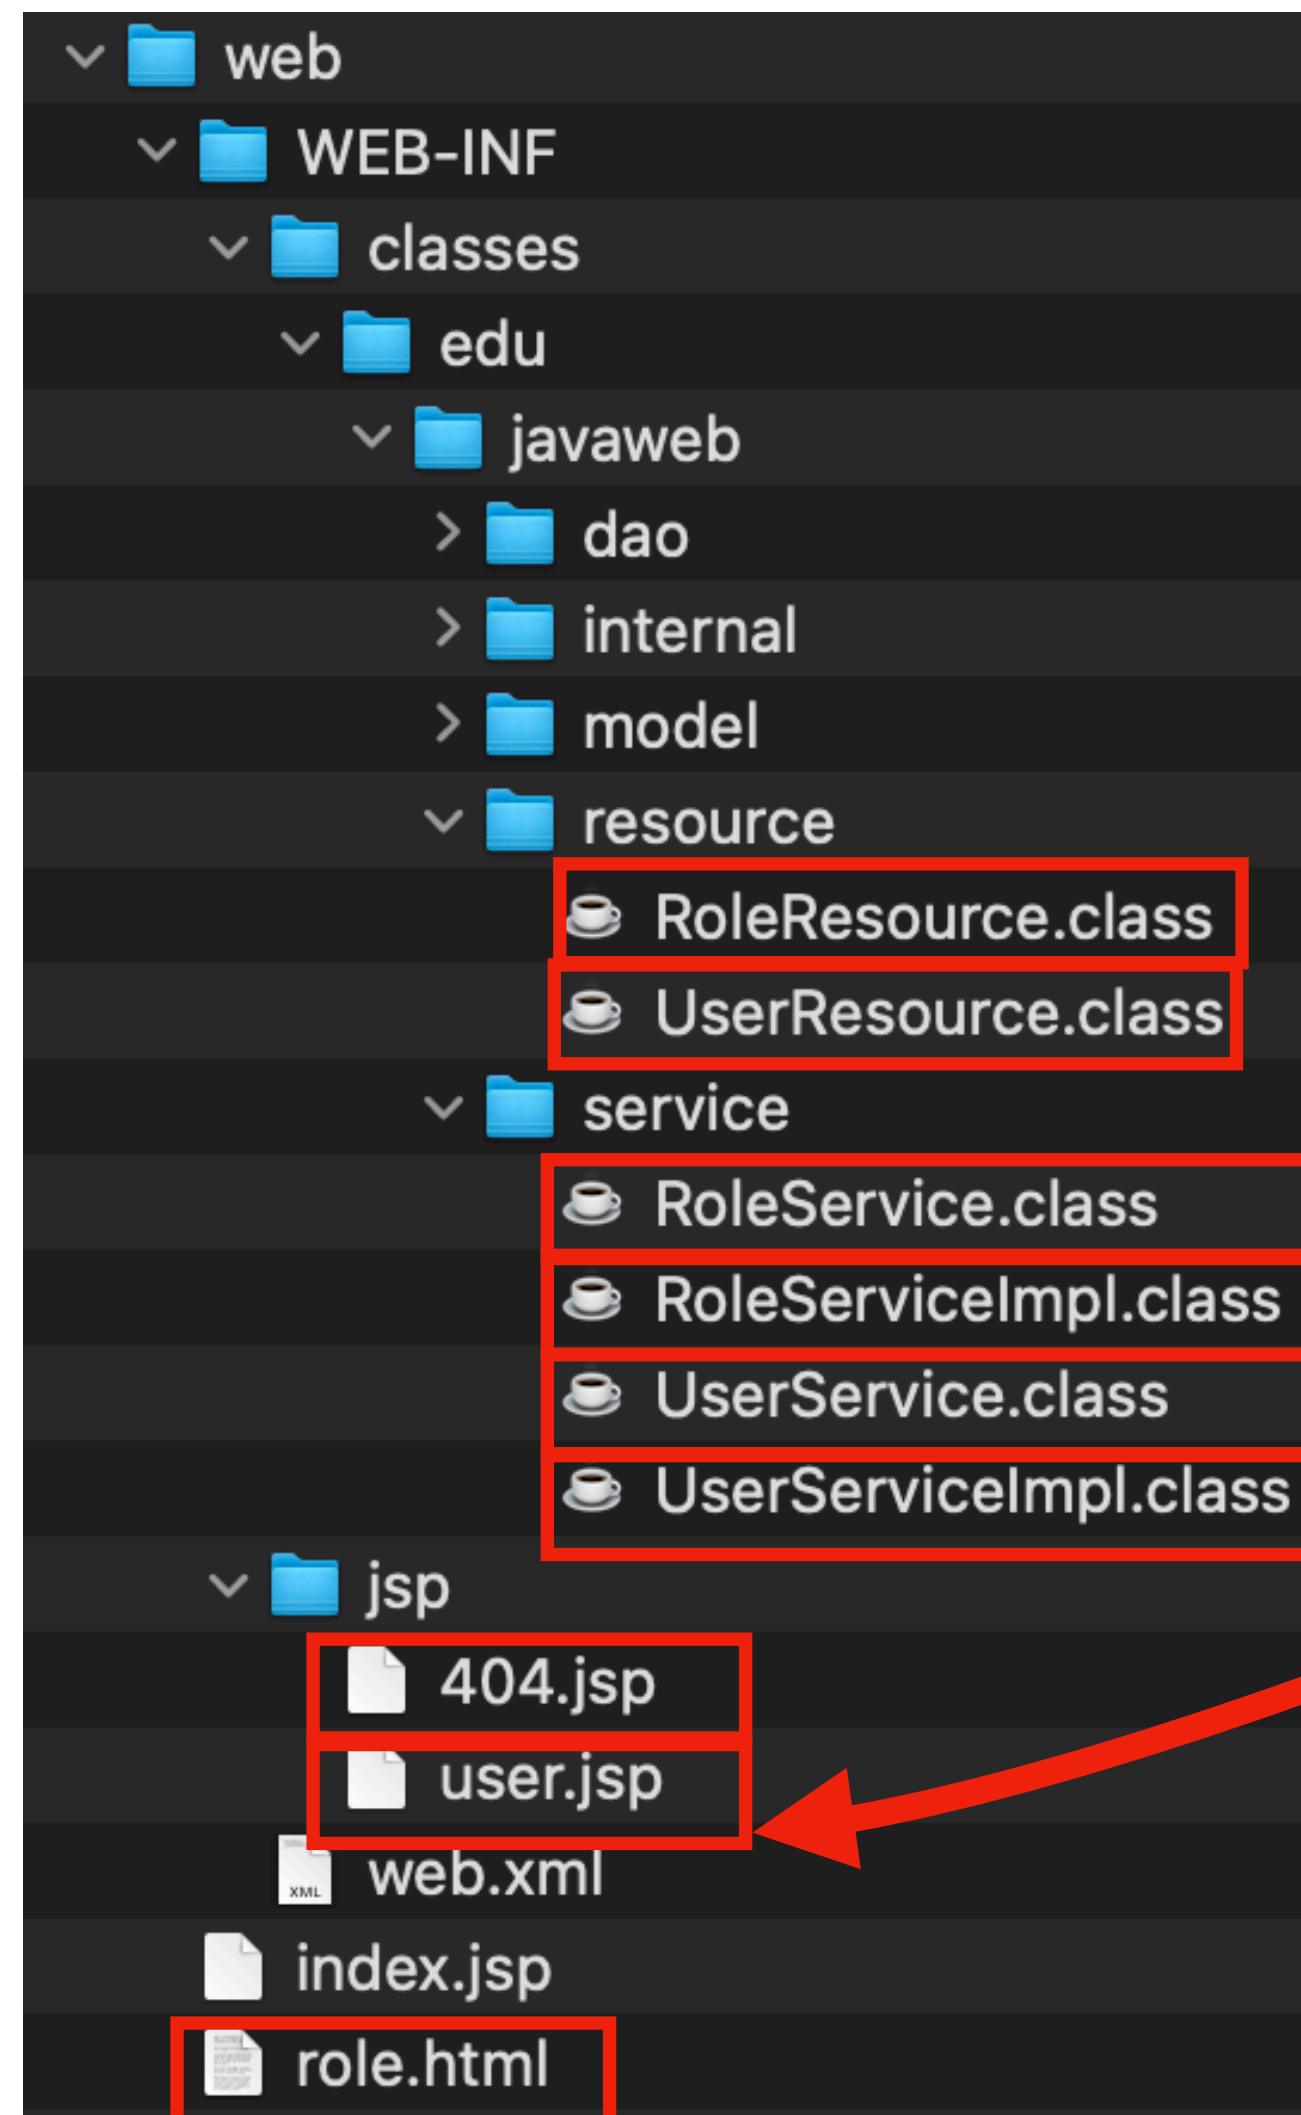 web
WEB-INF
classes
edu
javaweb
dao
internal
model
resource
RoleResource.class
UserResource.class
service
RoleService.class
RoleServiceImpl.class
UserService.class
UserServiceImpl.class
jsp
404.jsp
user.jsp
XML web.xml
index.jsp
role.html